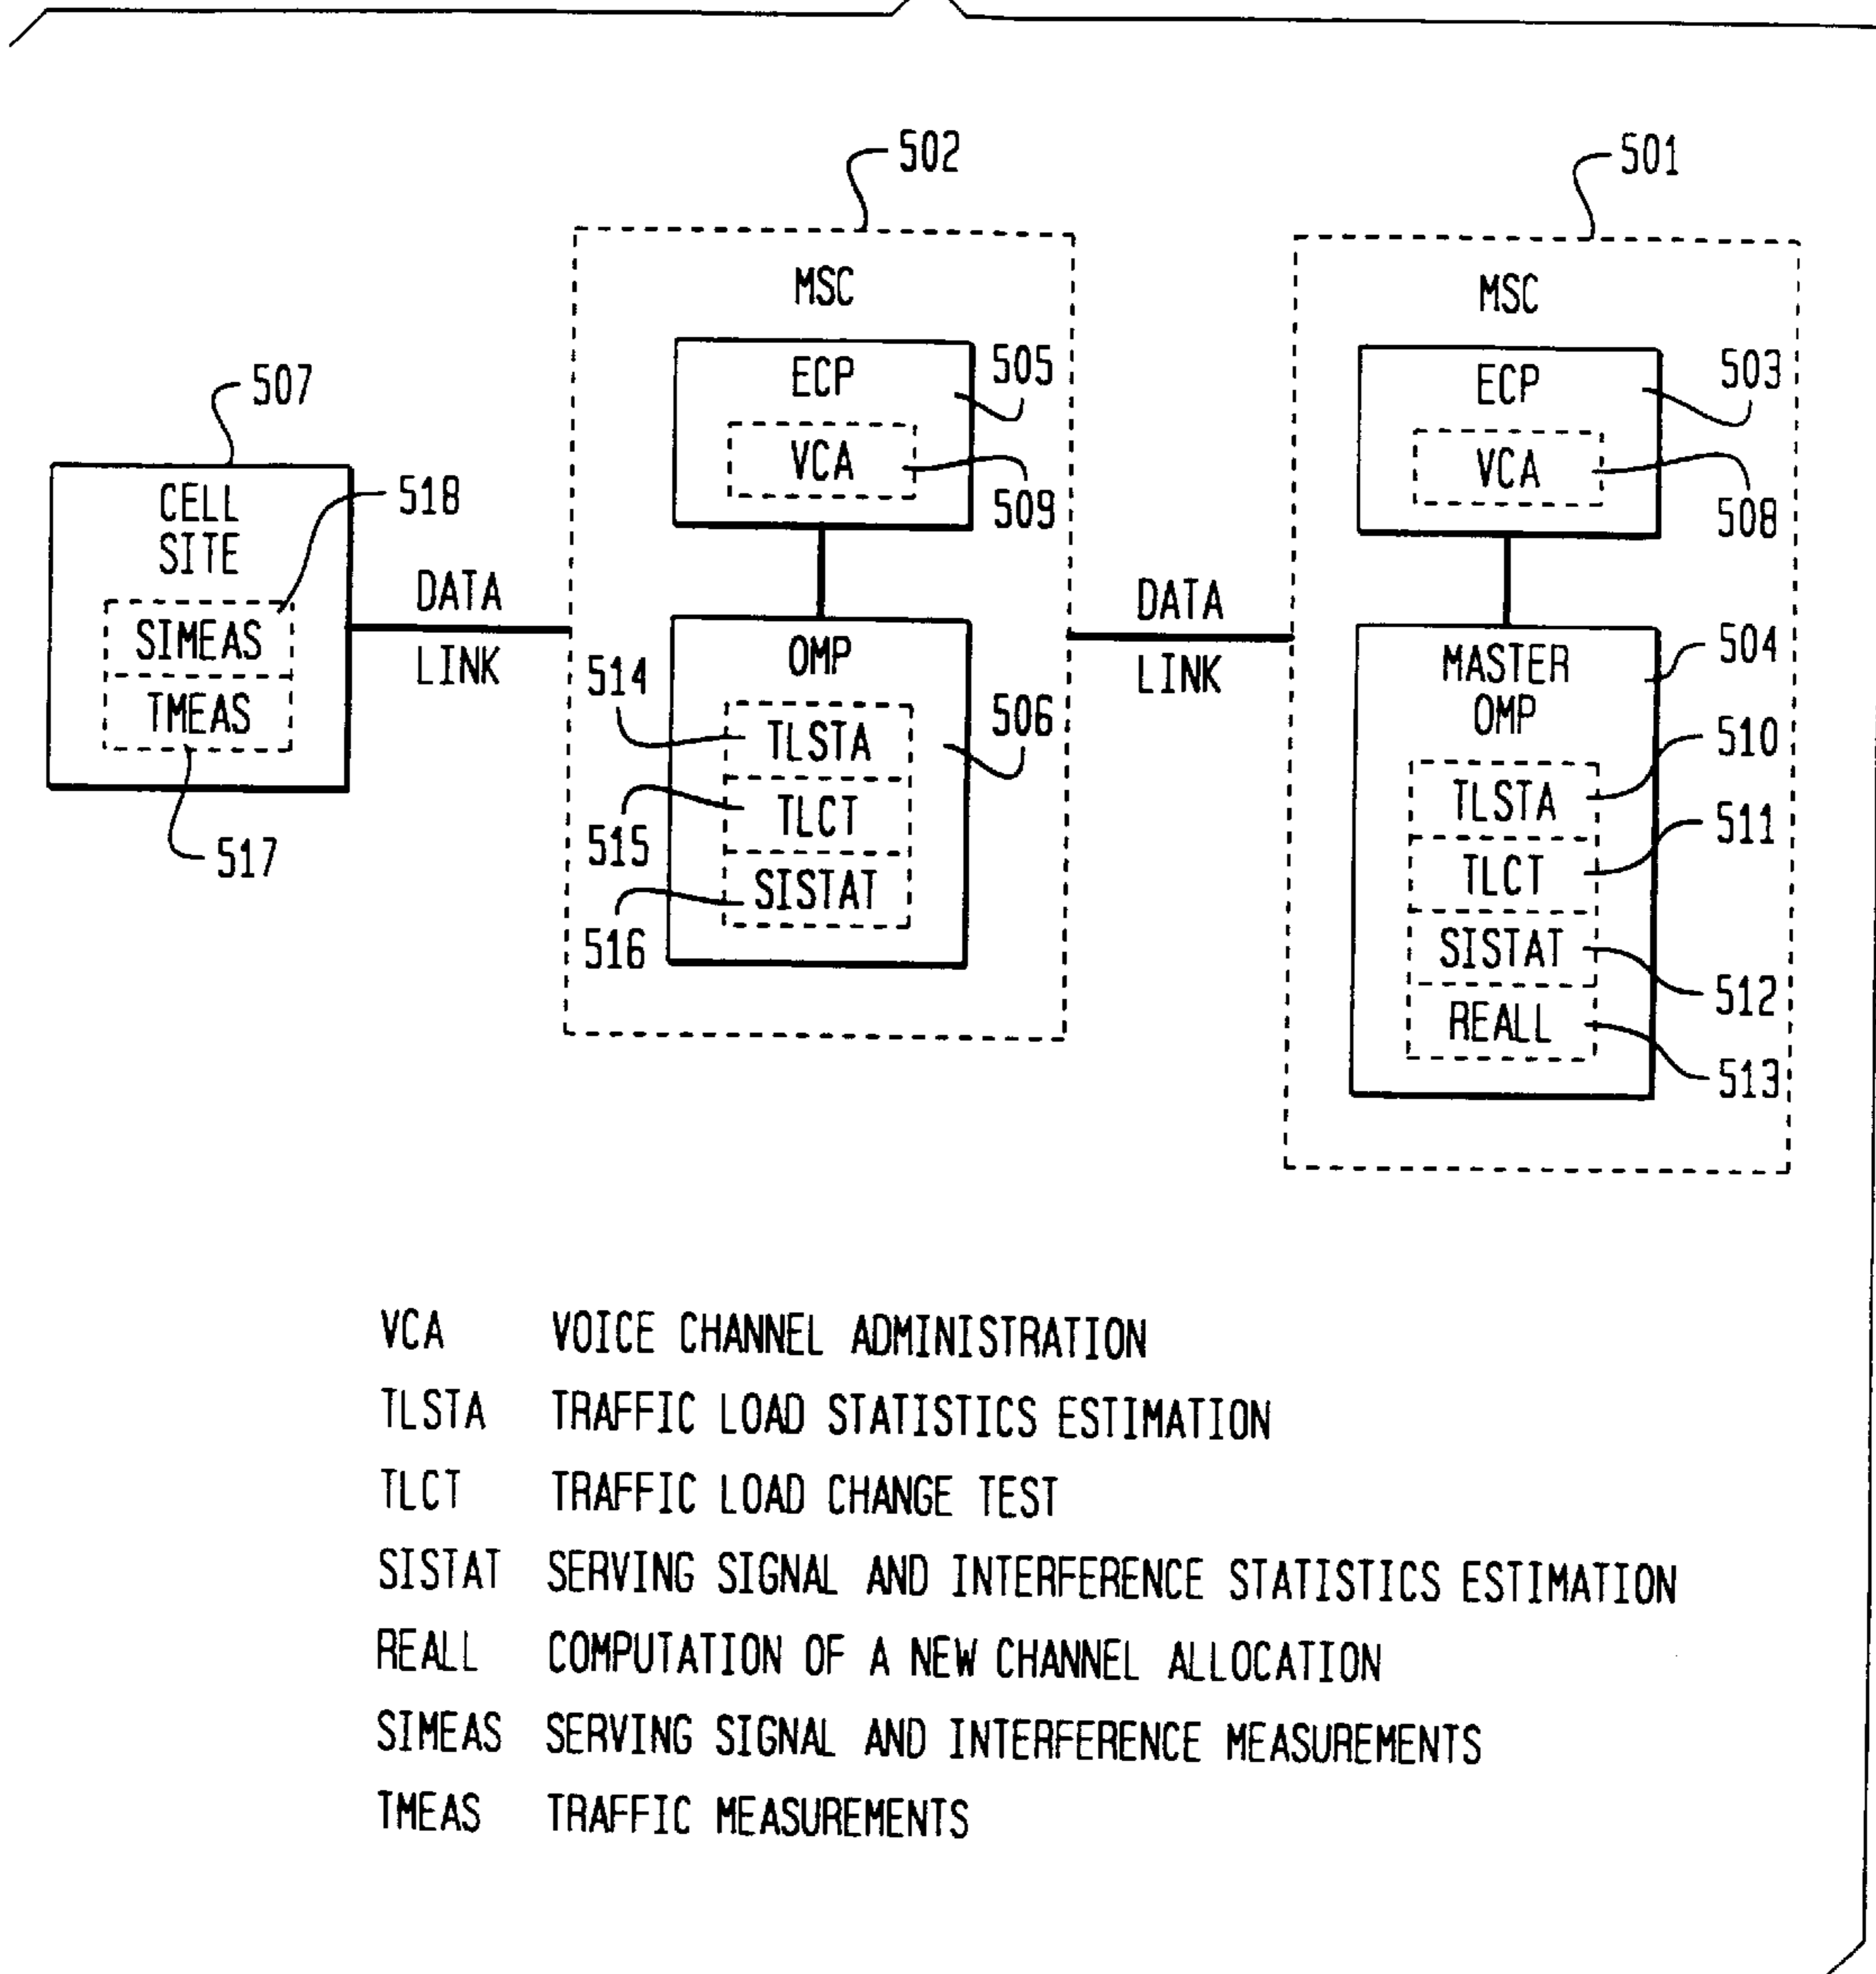 502
501
MSC
MSC
ECP
505
ECP
503
507
VCA
VCA
CELL
SITE
518
509
508
DATA
LINK
DATA
LINK
SIMEAS
TMEAS
OMP
MASTER
OMP
504
514
506
510
TLSTA
TLSTA
515
TLCT
511
TLCT
517
516
SISTAT
SISTAT
512
REALL
513
VCA VOICE CHANNEL ADMINISTRATION
TLSTA TRAFFIC LOAD STATISTICS ESTIMATION
TLCT TRAFFIC LOAD CHANGE TEST
SISTAT SERVING SIGNAL AND INTERFERENCE STATISTICS ESTIMATION
REALL COMPUTATION OF A NEW CHANNEL ALLOCATION
SIMEAS SERVING SIGNAL AND INTERFERENCE MEASUREMENTS
TMEAS TRAFFIC MEASUREMENTS